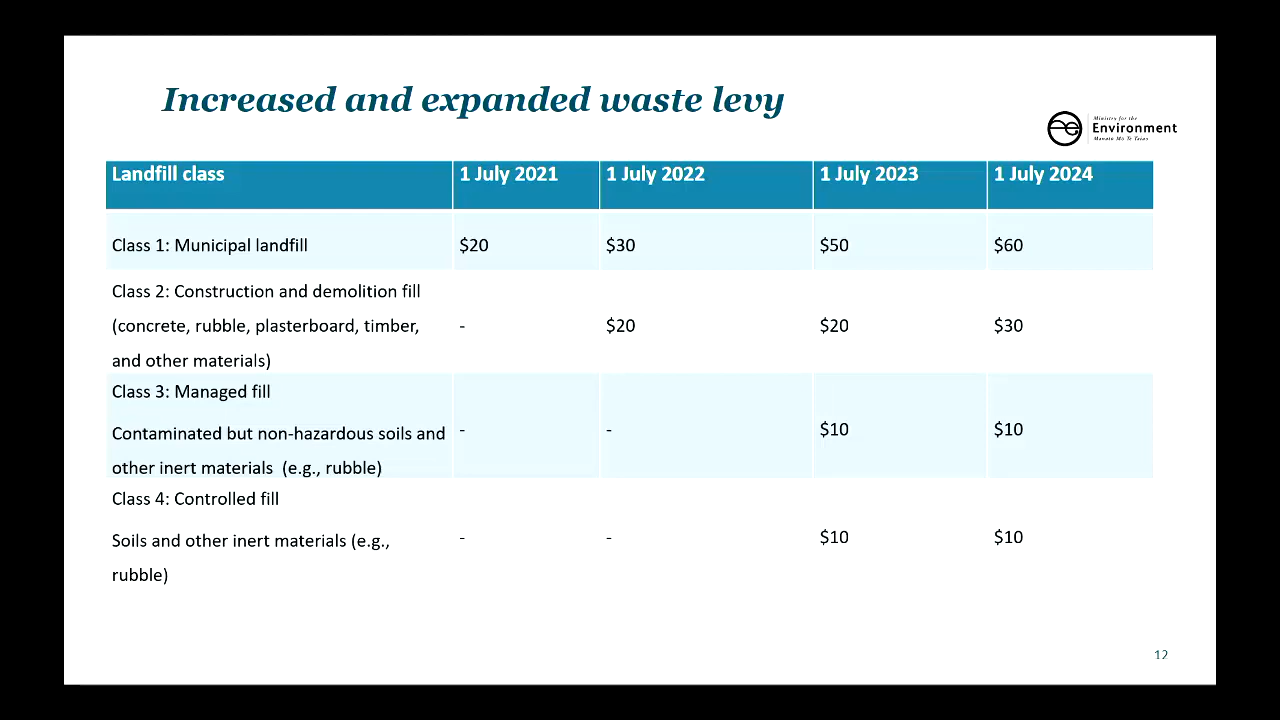 Increased and expanded waste levy
Ministry for the
Environment
Manatū Mō Te Taiao
Landfill class 1 July 2021 1 July 2022 1 July 2023 1 July 2024
Class 1: Municipal landfill $20 $30 $50 $60
Class 2: Construction and demolition fill
(concrete, rubble, plasterboard, timber, - $20 $20 $30
and other materials)
Class 3: Managed fill
Contaminated but non-hazardous soils and - - $10 $10
other inert materials (e.g., rubble)
Class 4: Controlled fill
Soils and other inert materials (e.g., - - $10 $10
rubble)
12